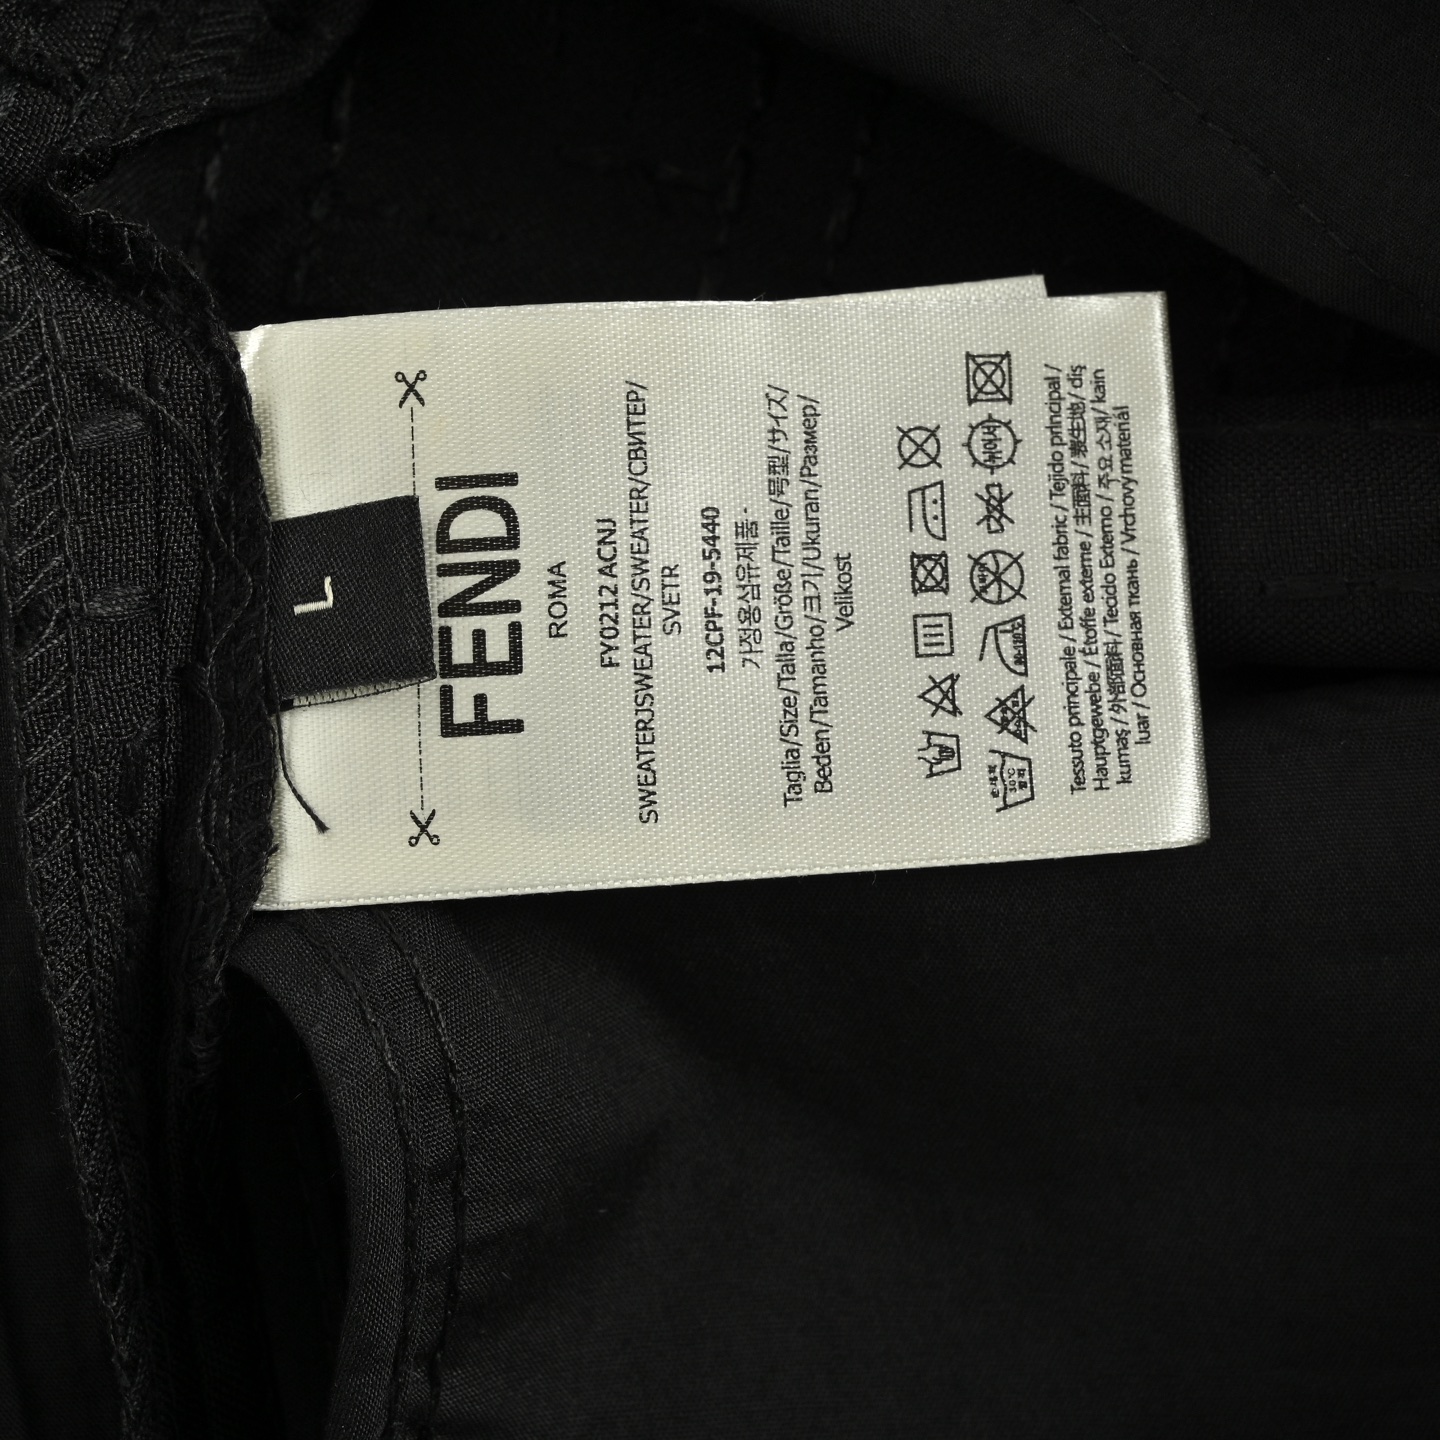 L
FENDI
ROMA
FY0212 ACNJ
SWEATERJSWEATER/SWEATER/СВИТЕР/
SVETR
12CPF-19-5440
가정용섬유제품 -
Taglia/Size/Talla/Größe/Taille/号型/サイズ/
Beden/Tamanho/크기/Ukuran/Размер/
Velikost
30°C
Tessuto principale / External fabric / Tejido principal /
Hauptgewebe / Étoffe externe / 主面料 / 表生地 / diş
kumaş / 外部面料 / Tecido Externo / 주요 소재 / kain
luar / Основная ткань / Vrchový materiál